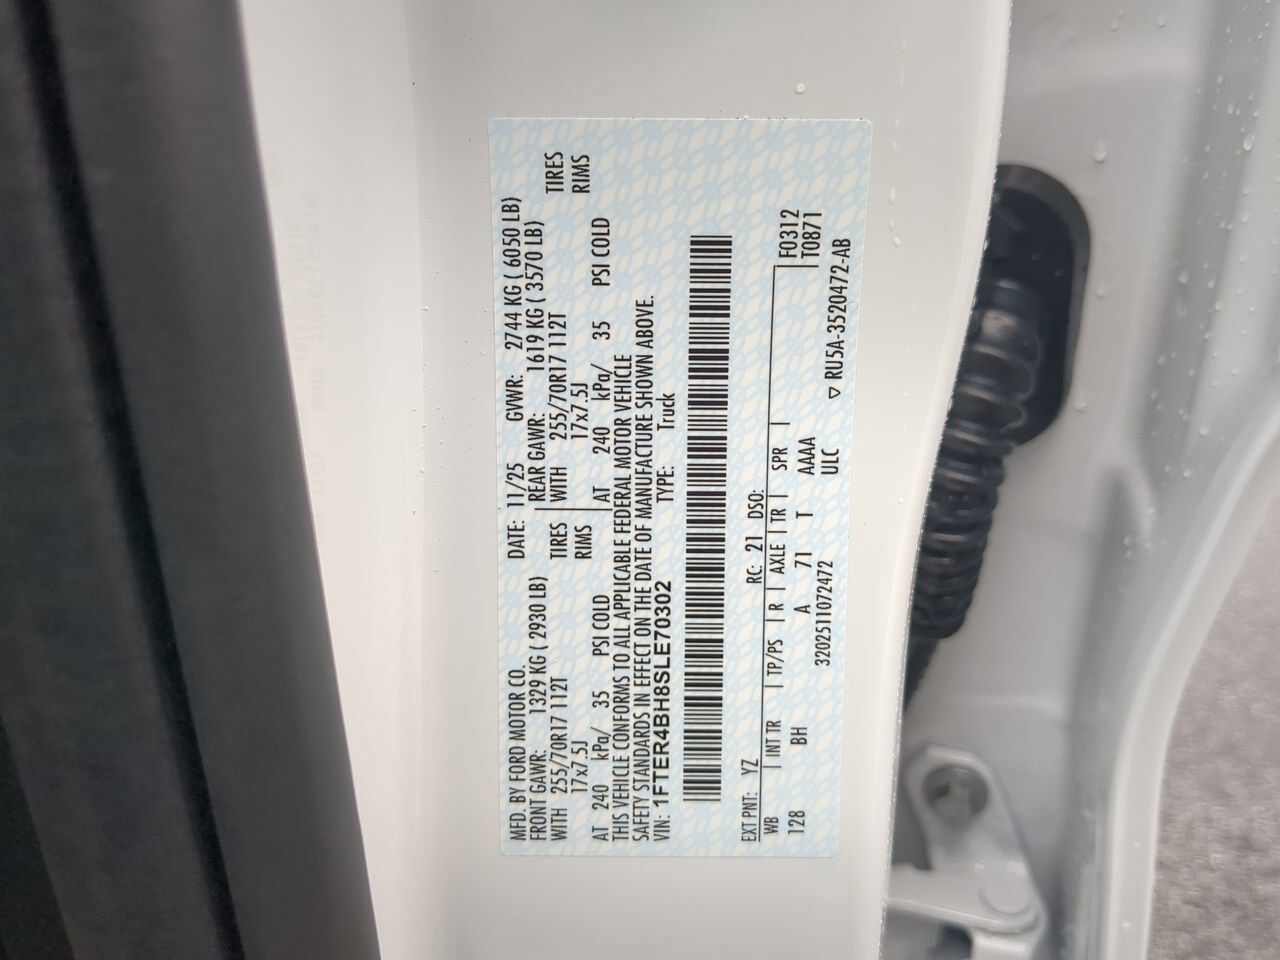 MFD. BY FORD MOTOR CO. DATE: 11/25 GVWR: 2744 KG ( 6050 LB)
FRONT GAWR: 1329 KG ( 2930 LB) REAR GAWR: 1619 KG ( 3570 LB)
WITH 255/70R17 112T TIRES WITH 255/70R17 112T TIRES
17x7.5J RIMS 17x7.5J RIMS
AT 240 kPa/ 35 PSI COLD AT 240 kPa/ 35 PSI COLD
THIS VEHICLE CONFORMS TO ALL APPLICABLE FEDERAL MOTOR VEHICLE
SAFETY STANDARDS IN EFFECT ON THE DATE OF MANUFACTURE SHOWN ABOVE.
VIN: 1FTER4BH8SLE70302 TYPE: Truck
EXT PNT: YZ RC: 21 DSO:
WB | INT TR | TP/PS | R | AXLE | TR | SPR | F0312
128 BH A 71 T AAAA T0871
3202511072472 ULC
▽ RU5A-3520472-AB